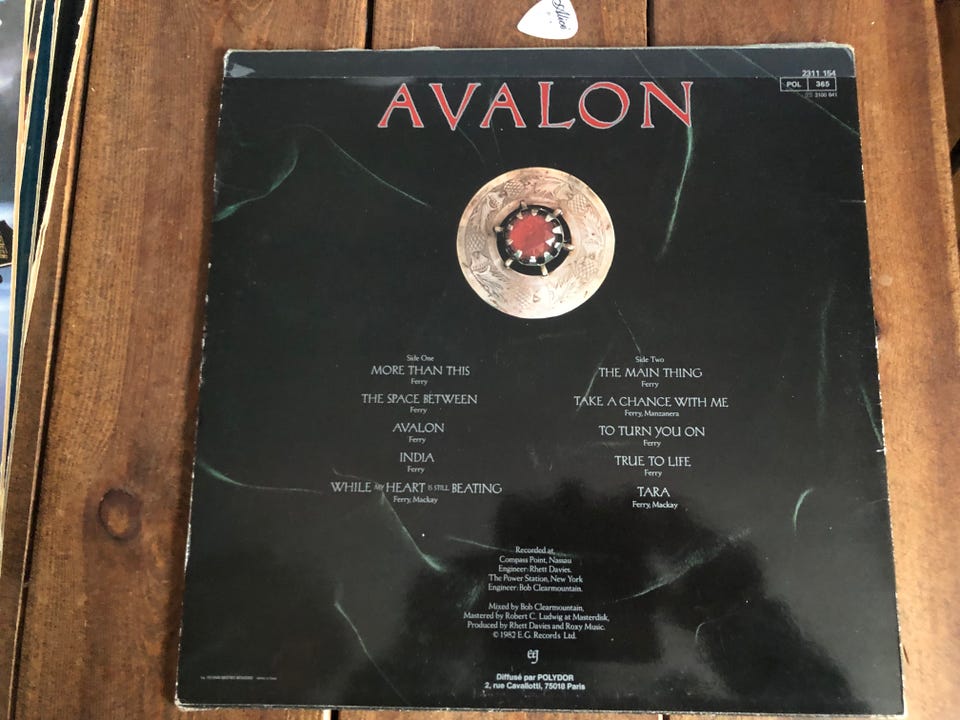 Alice
2311 154
POL 365
AVALON
Side One
MORE THAN THIS
Ferry
THE SPACE BETWEEN
Ferry
AVALON
Ferry
INDIA
Ferry
WHILE MY HEART IS STILL BEATING
Ferry, Mackay
Side Two
THE MAIN THING
Ferry
TAKE A CHANCE WITH ME
Ferry, Manzanera
TO TURN YOU ON
Ferry
TRUE TO LIFE
Ferry
TARA
Ferry, Mackay
Recorded at
Compass Point, Nassau
Engineer: Rhett Davies.
The Power Station, New York
Engineer: Bob Clearmountain.
Mixed by Bob Clearmountain,
Mastered by Robert C. Ludwig at Masterdisk,
Produced by Rhett Davies and Roxy Music.
© 1982 E.G. Records Ltd.
eg
Diffusé par POLYDOR
2, rue Cavallotti, 75018 Paris